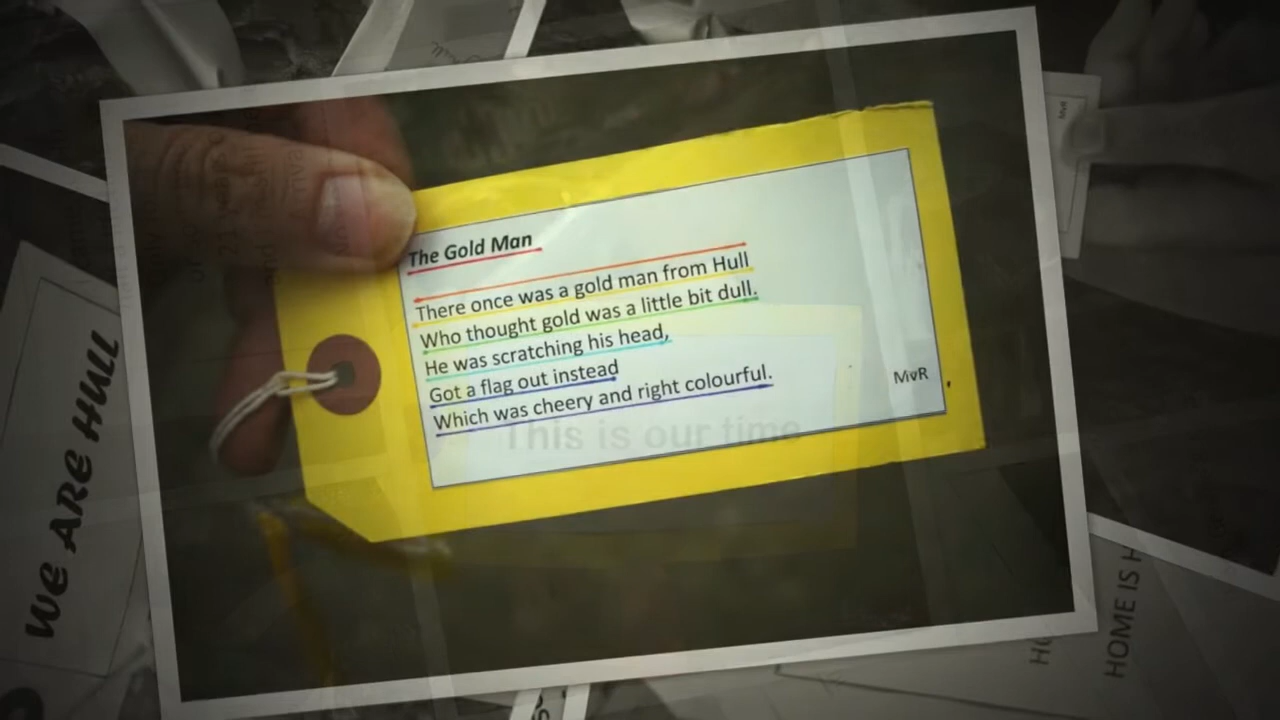 The Gold Man
There once was a gold man from Hull
Who thought gold was a little bit dull.
He was scratching his head,
Got a flag out instead
Which was cheery and right colourful.
MvR
This is our time
WE ARE HULL
HOME IS H
MvR